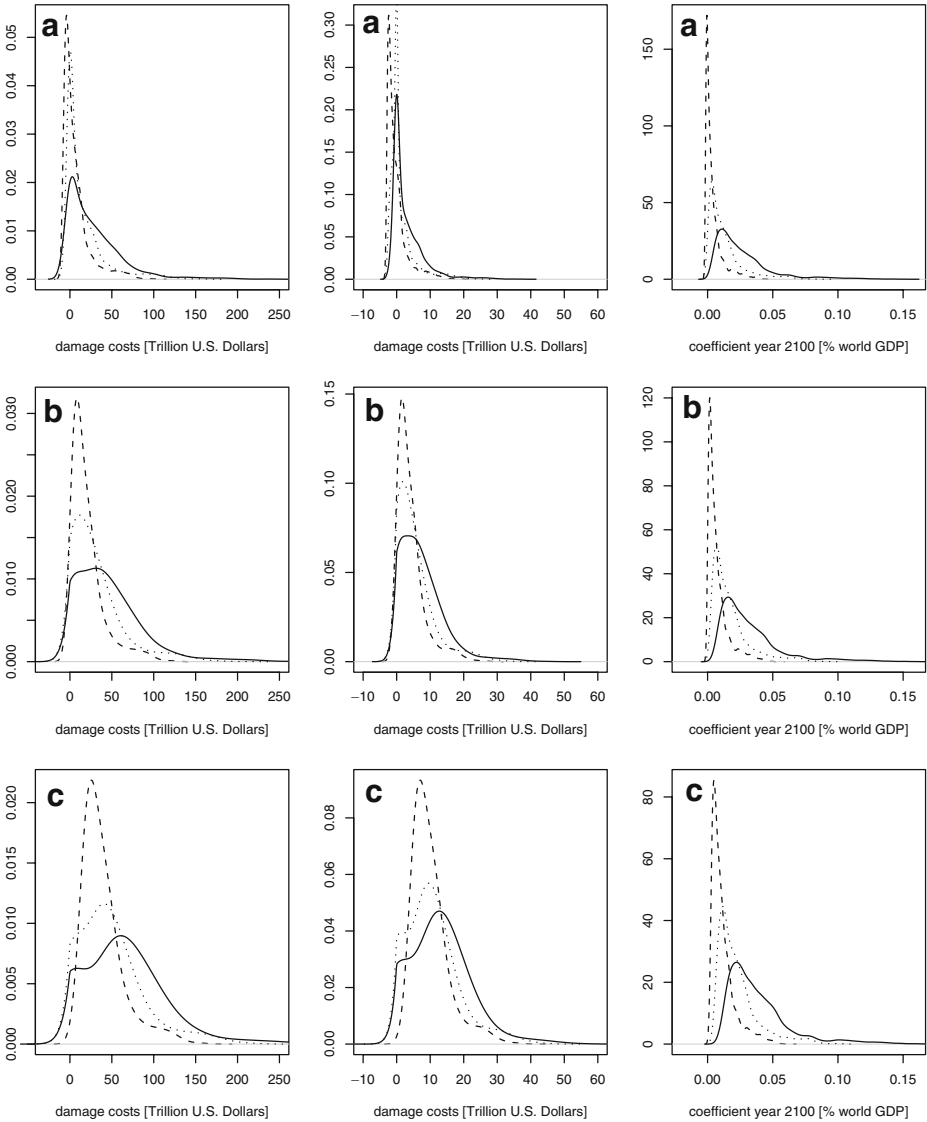 a
0.05
0.04
0.03
0.02
0.01
0.00
0 50 100 150 200 250
damage costs [Trillion U.S. Dollars]
a
0.30
0.25
0.20
0.15
0.10
0.05
0.00
−10 0 10 20 30 40 50 60
damage costs [Trillion U.S. Dollars]
a
150
100
50
0
0.00 0.05 0.10 0.15
coefficient year 2100 [% world GDP]
b
0.030
0.020
0.010
0.000
0 50 100 150 200 250
damage costs [Trillion U.S. Dollars]
b
0.15
0.10
0.05
0.00
−10 0 10 20 30 40 50 60
damage costs [Trillion U.S. Dollars]
b
120
100
80
60
40
20
0
0.00 0.05 0.10 0.15
coefficient year 2100 [% world GDP]
c
0.020
0.015
0.010
0.005
0.000
0 50 100 150 200 250
damage costs [Trillion U.S. Dollars]
c
0.08
0.06
0.04
0.02
0.00
−10 0 10 20 30 40 50 60
damage costs [Trillion U.S. Dollars]
c
80
60
40
20
0
0.00 0.05 0.10 0.15
coefficient year 2100 [% world GDP]